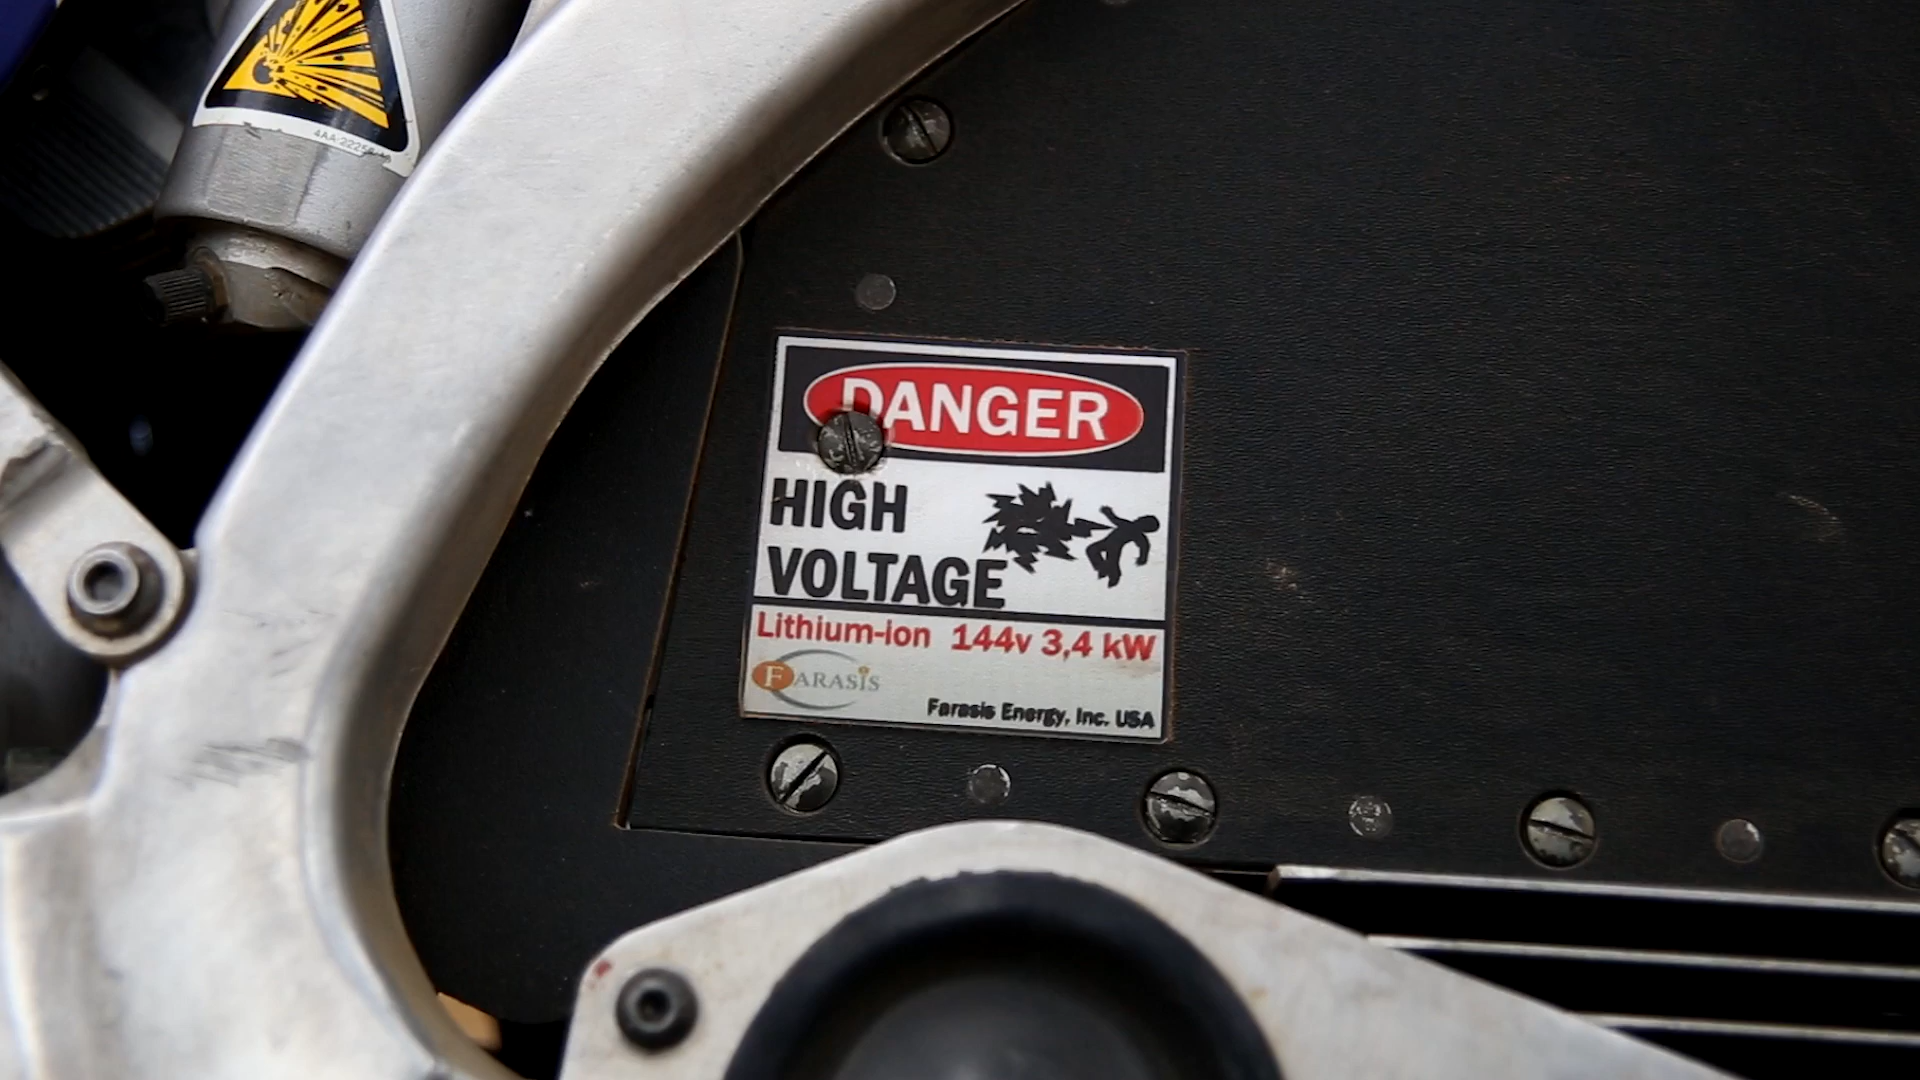 DANGER
HIGH
VOLTAGE
Lithium-ion 144v 3,4 kW
FARASIS
Farasis Energy, Inc. USA